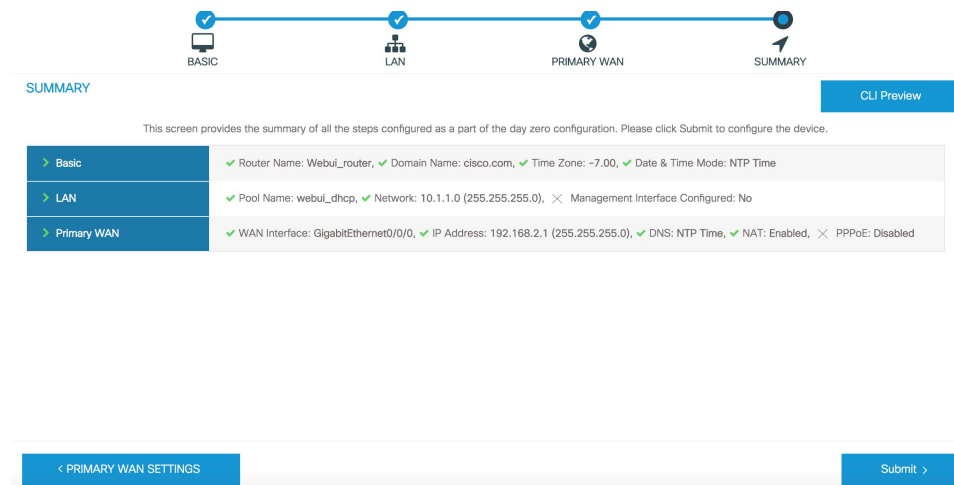 BASIC LAN PRIMARY WAN SUMMARY
SUMMARY
CLI Preview
This screen provides the summary of all the steps configured as a part of the day zero configuration. Please click Submit to configure the device.
> Basic ✔ Router Name: Webui_router, ✔ Domain Name: cisco.com, ✔ Time Zone: -7.00, ✔ Date & Time Mode: NTP Time
> LAN ✔ Pool Name: webui_dhcp, ✔ Network: 10.1.1.0 (255.255.255.0), ✕ Management Interface Configured: No
> Primary WAN ✔ WAN Interface: GigabitEthernet0/0/0, ✔ IP Address: 192.168.2.1 (255.255.255.0), ✔ DNS: NTP Time, ✔ NAT: Enabled, ✕ PPPoE: Disabled
< PRIMARY WAN SETTINGS Submit >